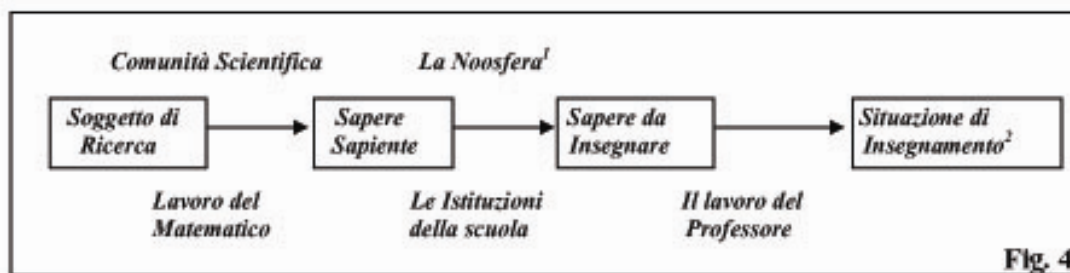 Comunità Scientifica
La Noosfera¹
Soggetto di
Ricerca
Sapere
Sapiente
Sapere da
Insegnare
Situazione di
Insegnamento²
Lavoro del
Matematico
Le Istituzioni
della scuola
Il lavoro del
Professore
Fig. 4